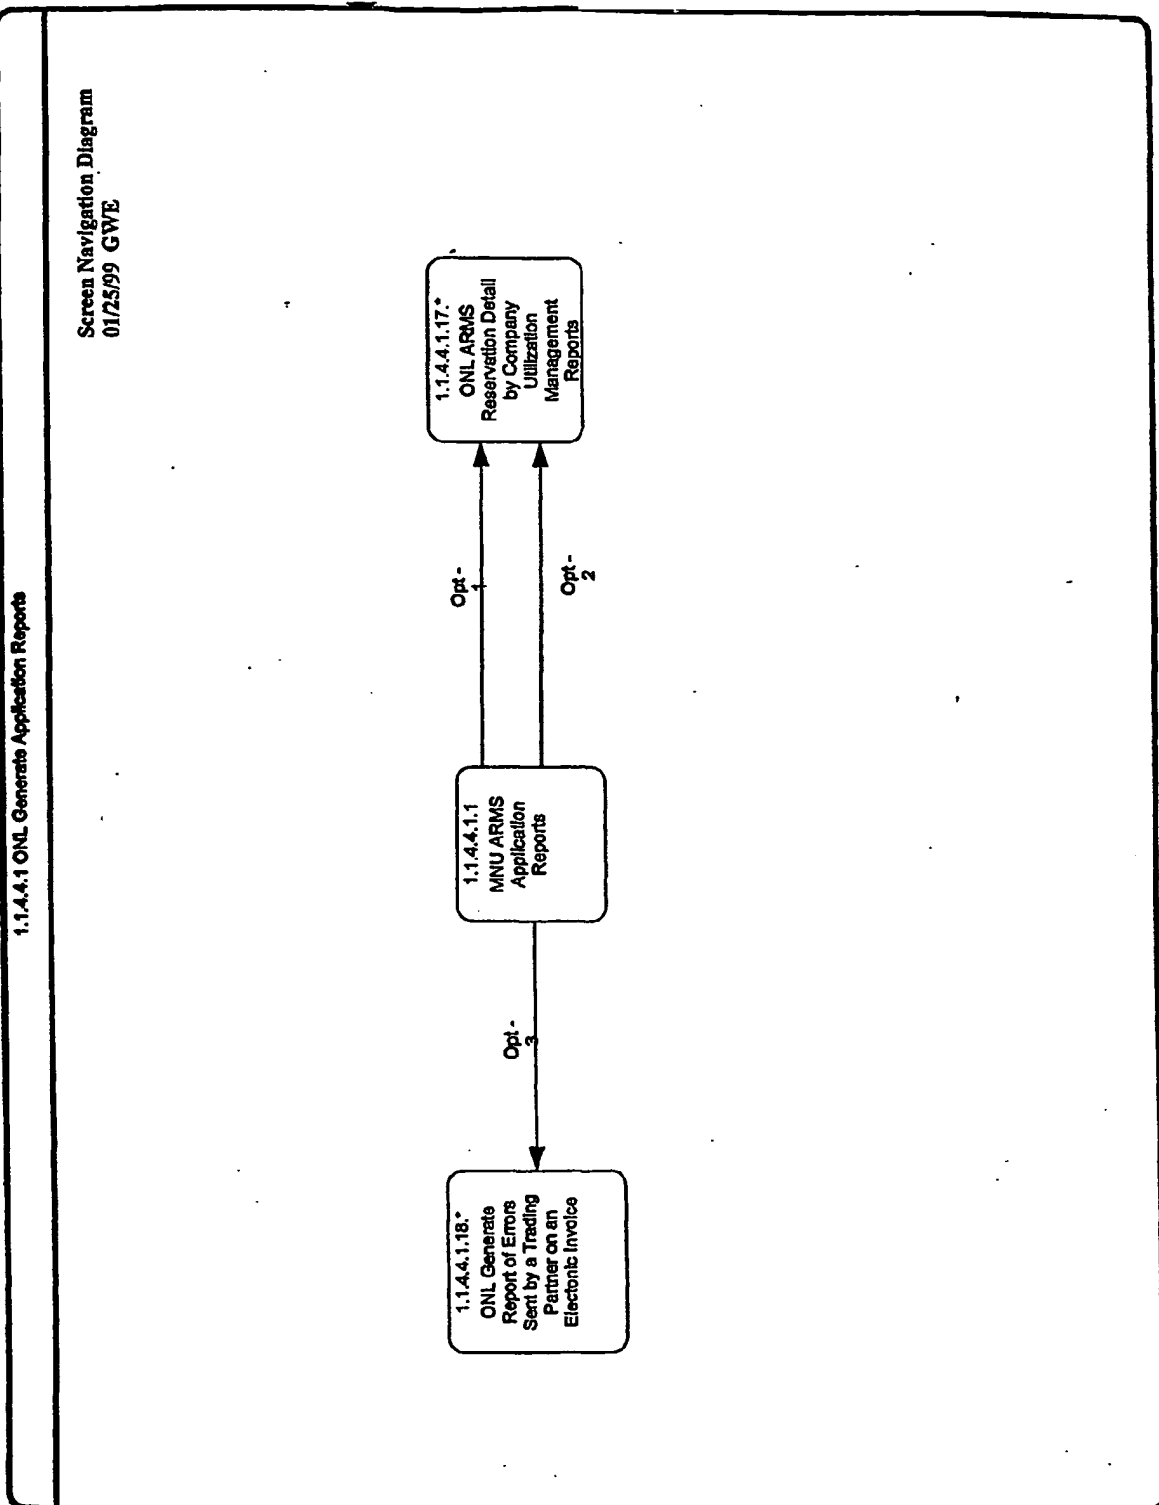 1.1.4.4.1 ONL Generate Application Reports
Screen Navigation Diagram
01/25/99 GWE
1.1.4.4.1.18.*
ONL Generate
Report of Errors
Sent by a Trading
Partner on an
Electonic Invoice
Opt -
3
1.1.4.4.1.1
MNU ARMS
Application
Reports
Opt -
1
Opt -
2
1.1.4.4.1.17.*
ONL ARMS
Reservation Detail
by Company
Utilization
Management
Reports